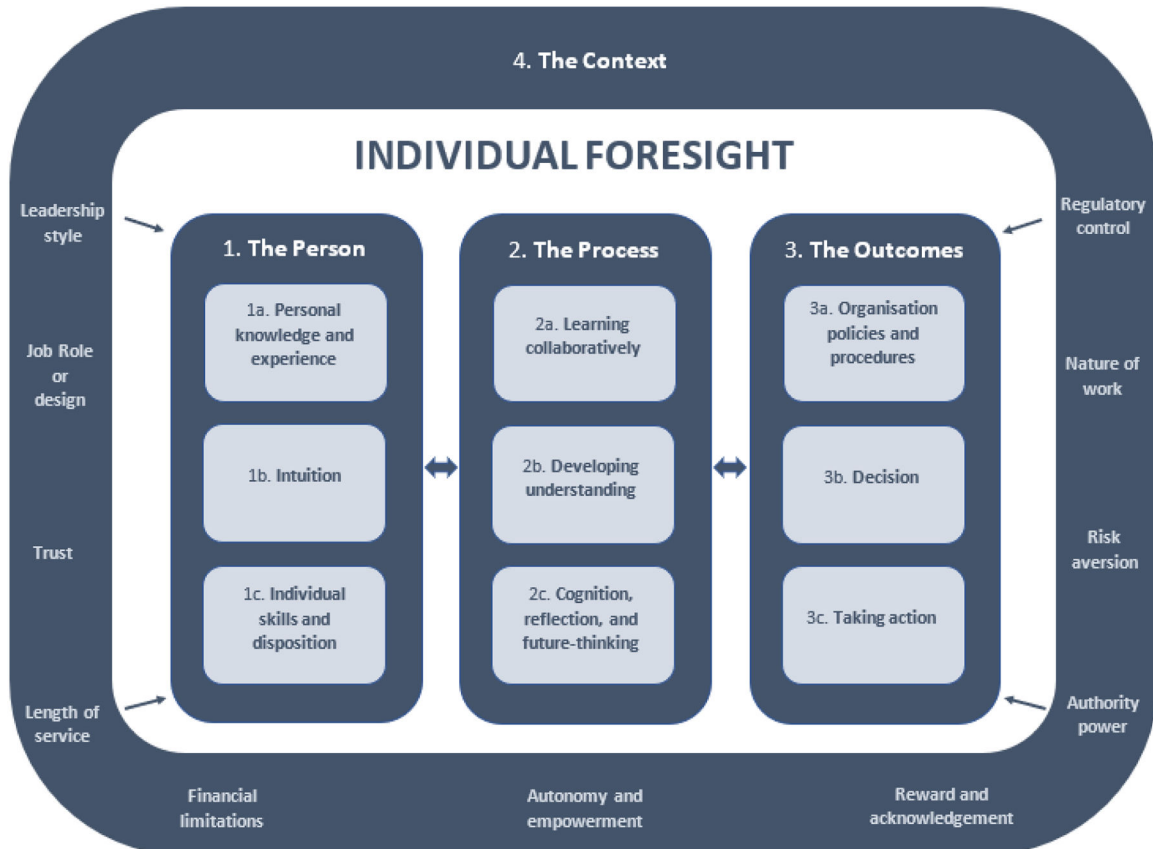 4. The Context
INDIVIDUAL FORESIGHT
Leadership
style
Job Role
or
design
Trust
Length of
service
1. The Person
1a. Personal
knowledge and
experience
1b. Intuition
1c. Individual
skills and
disposition
2. The Process
2a. Learning
collaboratively
2b. Developing
understanding
2c. Cognition,
reflection, and
future-thinking
3. The Outcomes
3a. Organisation
policies and
procedures
3b. Decision
3c. Taking action
Regulatory
control
Nature of
work
Risk
aversion
Authority
power
Financial
limitations
Autonomy and
empowerment
Reward and
acknowledgement